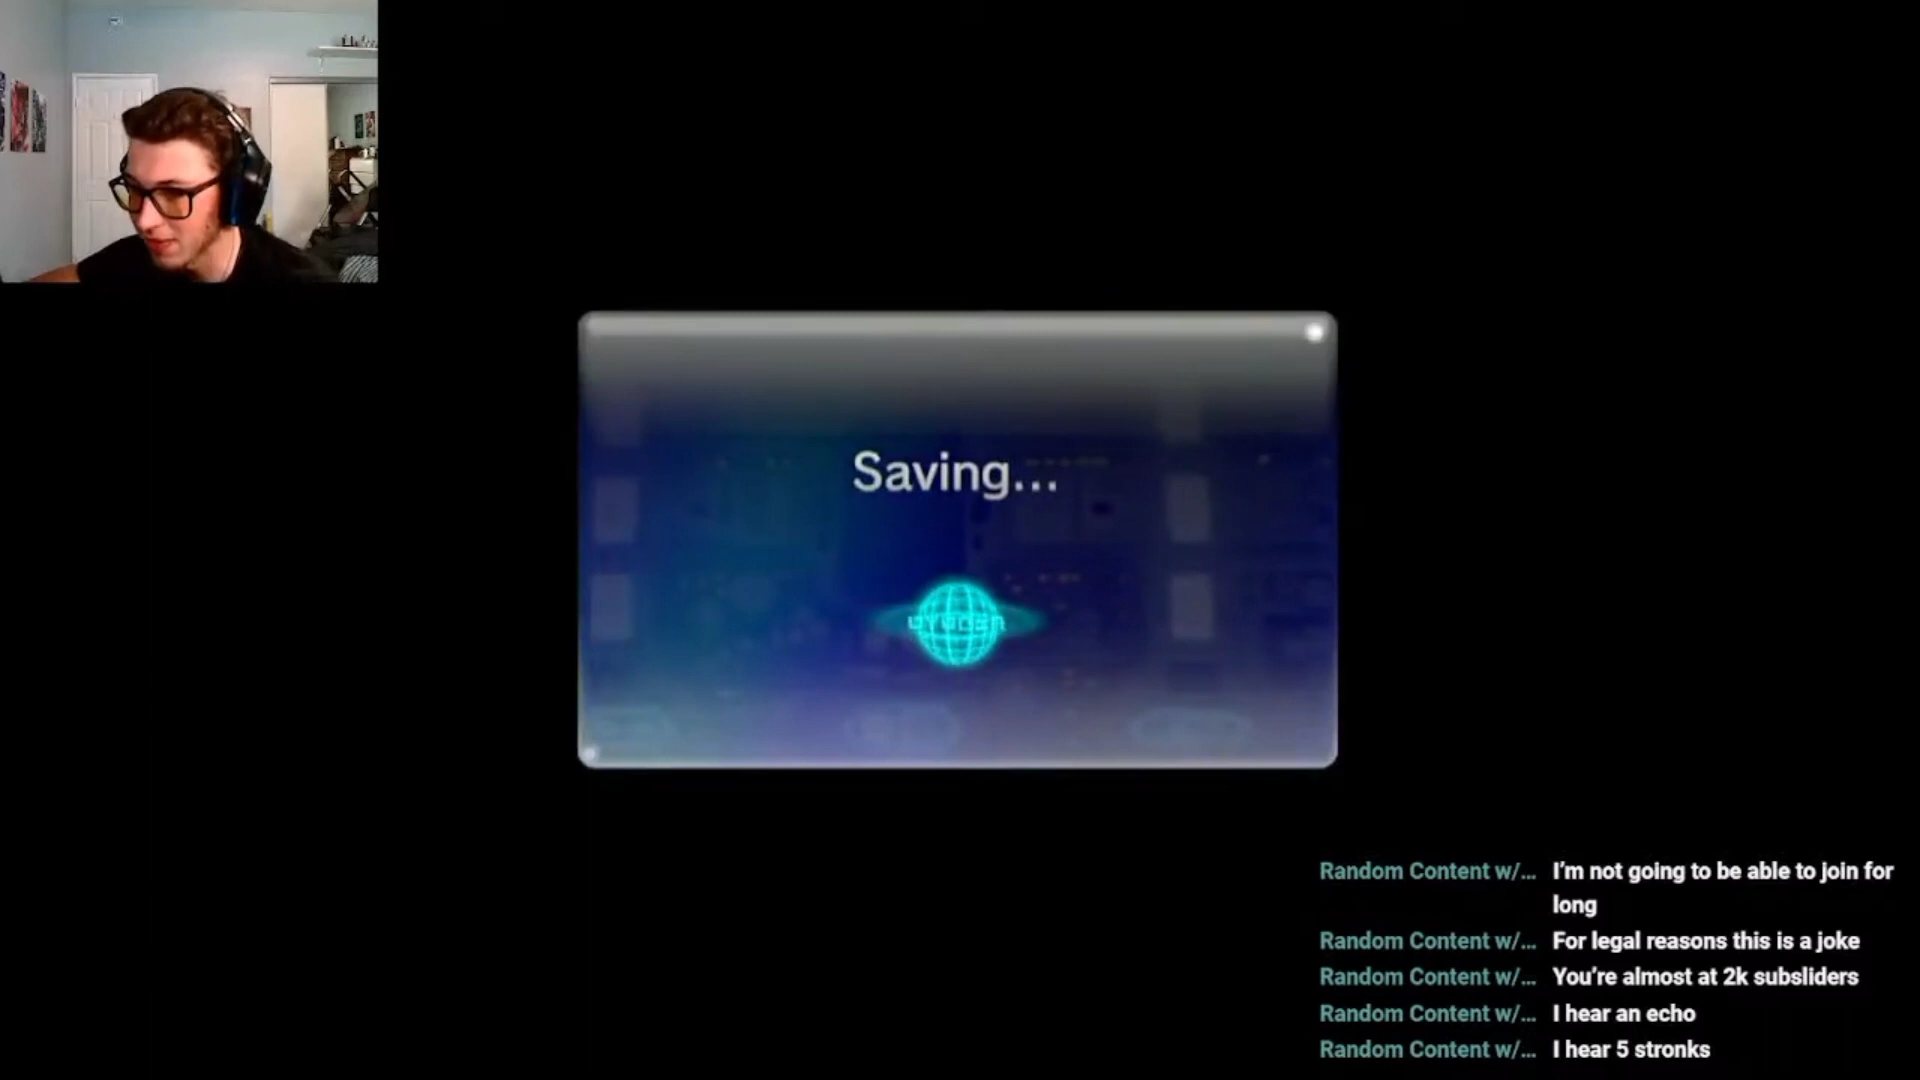 Saving...
Random Content w/... I'm not going to be able to join for
long
Random Content w/... For legal reasons this is a joke
Random Content w/... You're almost at 2k subsliders
Random Content w/... I hear an echo
Random Content w/... I hear 5 stronks